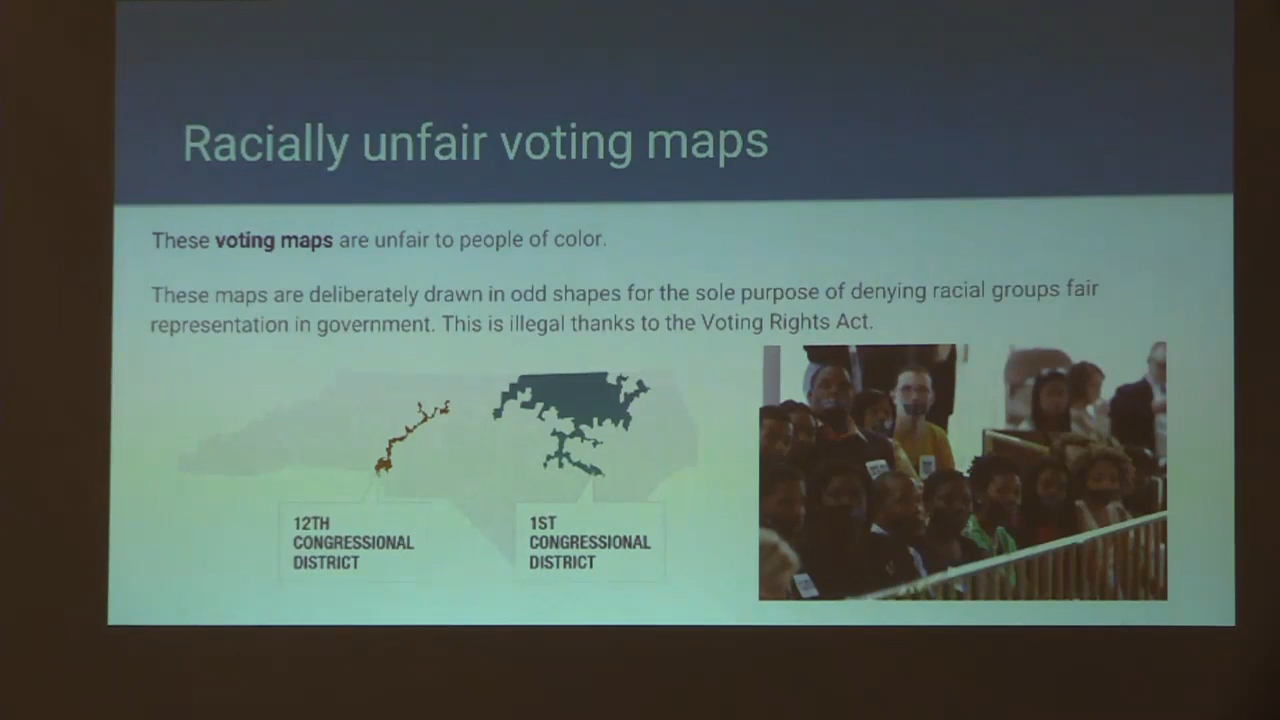 Racially unfair voting maps
These voting maps are unfair to people of color.
These maps are deliberately drawn in odd shapes for the sole purpose of denying racial groups fair
representation in government. This is illegal thanks to the Voting Rights Act.
12TH
CONGRESSIONAL
DISTRICT
1ST
CONGRESSIONAL
DISTRICT